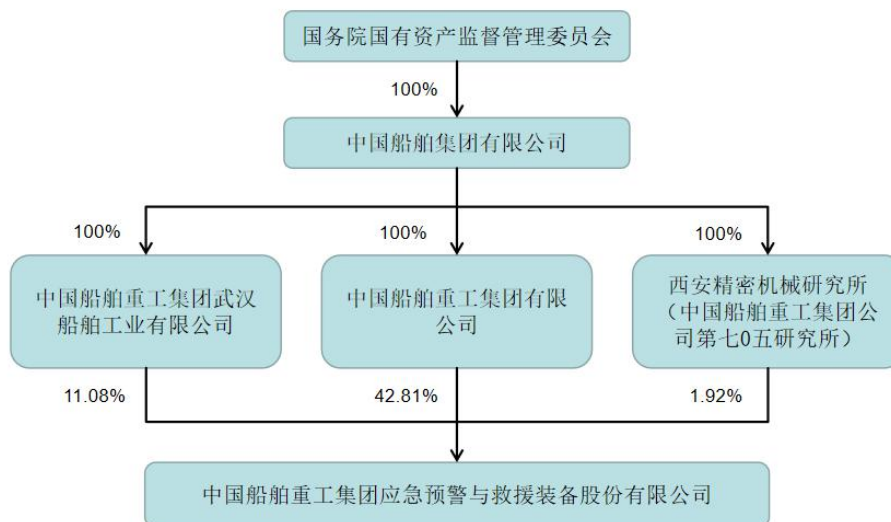 国务院国有资产监督管理委员会
100%
中国船舶集团有限公司
100%
100%
100%
中国船舶重工集团武汉
船舶工业有限公司
中国船舶重工集团有限
公司
西安精密机械研究所
（中国船舶重工集团公
司第七0五研究所）
11.08%
42.81%
1.92%
中国船舶重工集团应急预警与救援装备股份有限公司